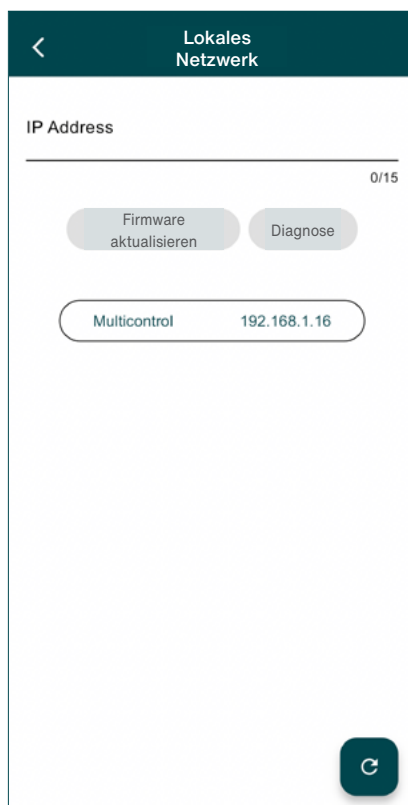 Lokales
Netzwerk
IP Address
0/15
Firmware
aktualisieren
Diagnose
Multicontrol 192.168.1.16